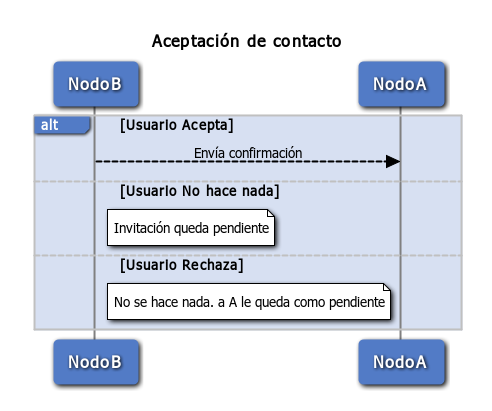 Aceptación de contacto
NodoB NodoA
alt [Usuario Acepta]
Envía confirmación
[Usuario No hace nada]
Invitación queda pendiente
[Usuario Rechaza]
No se hace nada. a A le queda como pendiente
NodoB NodoA